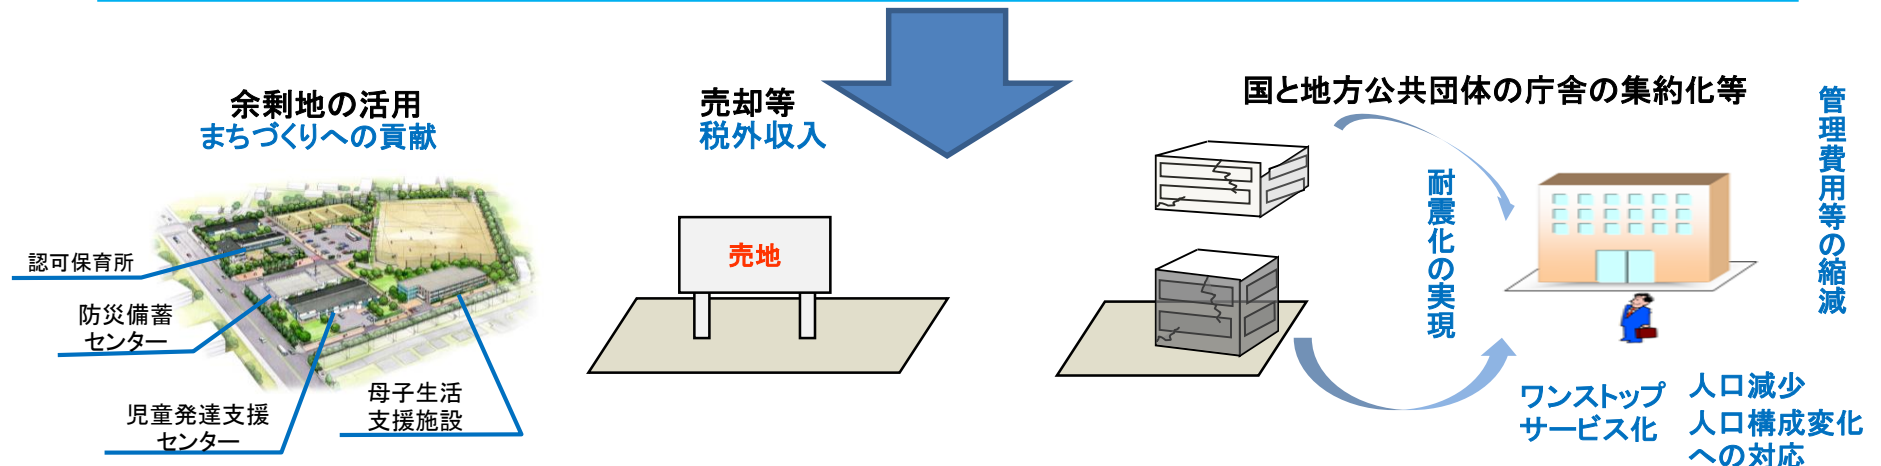 余剰地の活用
まちづくりへの貢献
認可保育所
防災備蓄
センター
児童発達支援
センター
母子生活
支援施設
売却等
税外収入
売地
国と地方公共団体の庁舎の集約化等
耐震化の実現
管理費用等の縮減
ワンストップ
サービス化
人口減少
人口構成変化
への対応